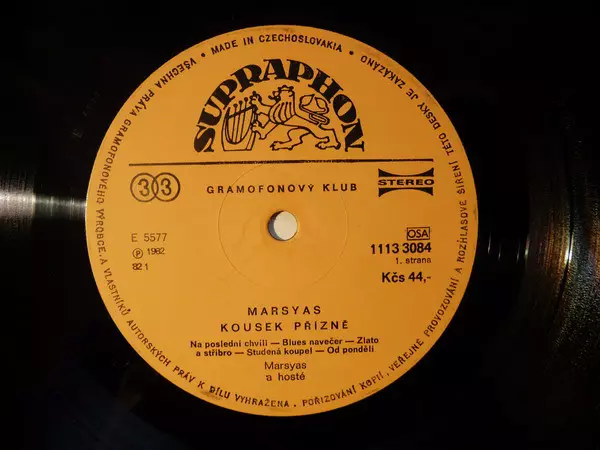 VŠECHNA PRÁVA GRAMOFONOVÉHO VÝROBCE A VLASTNÍKŮ AUTORSKÝCH PRÁV K DÍLU VYHRAŽENA. POŘIZOVÁNÍ KOPIÍ, VEŘEJNÉ PROVOZOVÁNÍ A ROZHLASOVÉ ŠÍŘENÍ TÉTO DESKY JE ZAKÁZÁNO
• MADE IN CZECHOSLOVAKIA •
SUPRAPHON
33
GRAMOFONOVÝ KLUB
STEREO
E 5577
Ⓟ 1982
82 1
OSA
1113 3084
1. strana
Kčs 44,-
MARSYAS
KOUSEK PŘÍZNĚ
Na poslední chvíli — Blues navečer — Zlato
a stříbro — Studená koupel — Od pondělí
Marsyas
a hosté